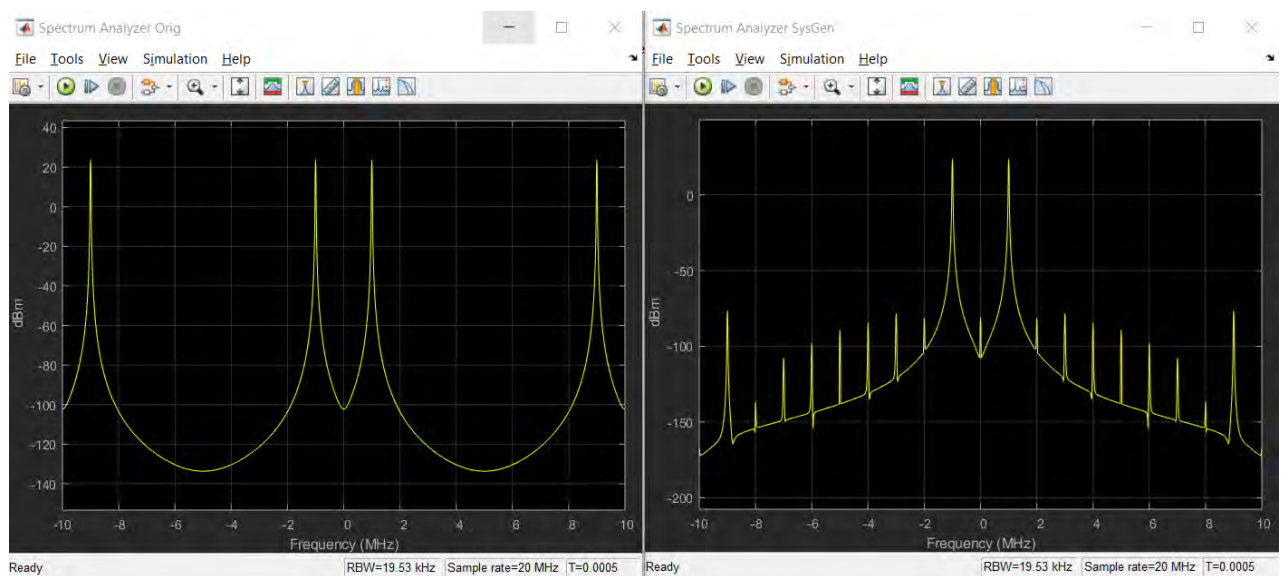 Spectrum Analyzer Orig
File Tools View Simulation Help
40
20
0
-20
-40
-60
-80
-100
-120
-140
dBm
-10 -8 -6 -4 -2 0 2 4 6 8 10
Frequency (MHz)
Ready RBW=19.53 kHz Sample rate=20 MHz T=0.0005
Spectrum Analyzer SysGen
File Tools View Simulation Help
0
-50
-100
-150
-200
dBm
-10 -8 -6 -4 -2 0 2 4 6 8 10
Frequency (MHz)
Ready RBW=19.53 kHz Sample rate=20 MHz T=0.0005